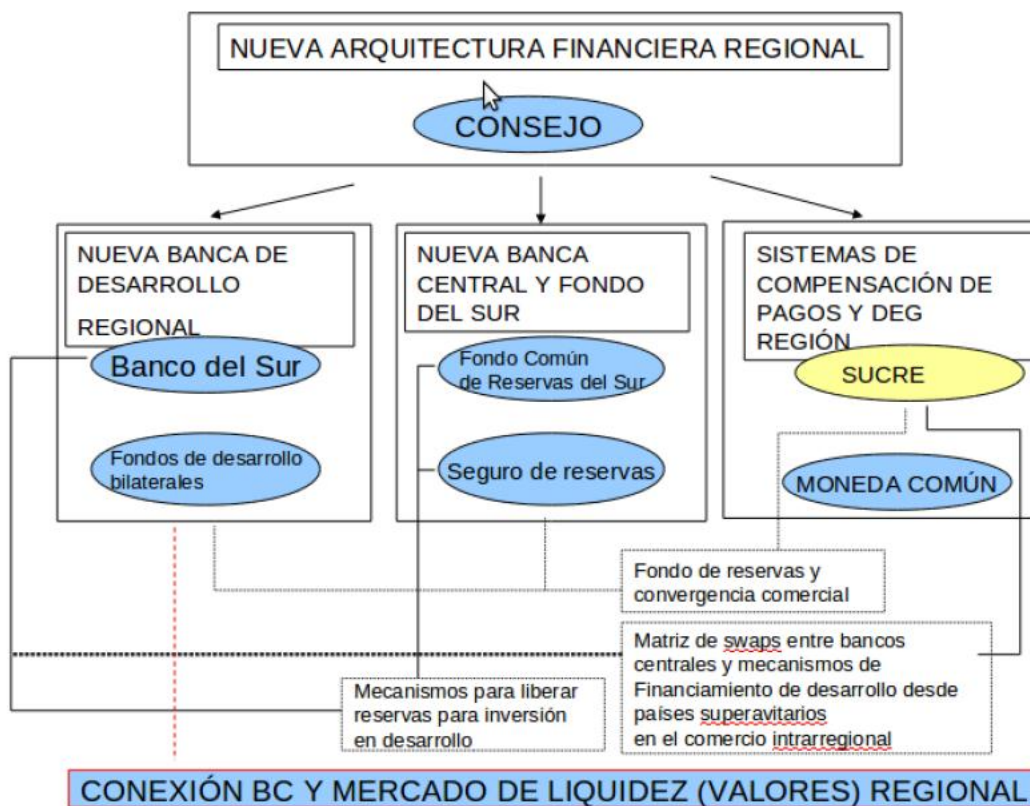 NUEVA ARQUITECTURA FINANCIERA REGIONAL
CONSEJO
NUEVA BANCA DE
DESARROLLO
REGIONAL
Banco del Sur
Fondos de desarrollo
bilaterales
NUEVA BANCA
CENTRAL Y FONDO
DEL SUR
Fondo Común
de Reservas del Sur
Seguro de reservas
SISTEMAS DE
COMPENSACIÓN DE
PAGOS Y DEG
REGIÓN
SUCRE
MONEDA COMÚN
Fondo de reservas y
convergencia comercial
Matriz de swaps entre bancos
centrales y mecanismos de
Financiamiento de desarrollo desde
países superavitarios
en el comercio intrarregional
Mecanismos para liberar
reservas para inversión
en desarrollo
CONEXIÓN BC Y MERCADO DE LIQUIDEZ (VALORES) REGIONAL